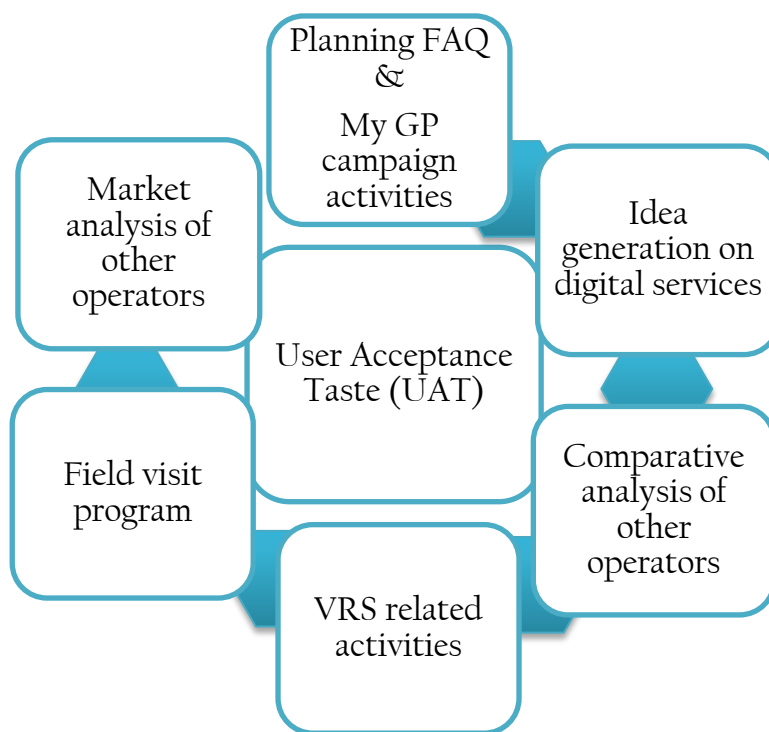 Planning FAQ
&
My GP
campaign
activities
Market
analysis of
other
operators
Idea
generation on
digital services
User Acceptance
Taste (UAT)
Field visit
program
Comparative
analysis of
other
operators
VRS related
activities